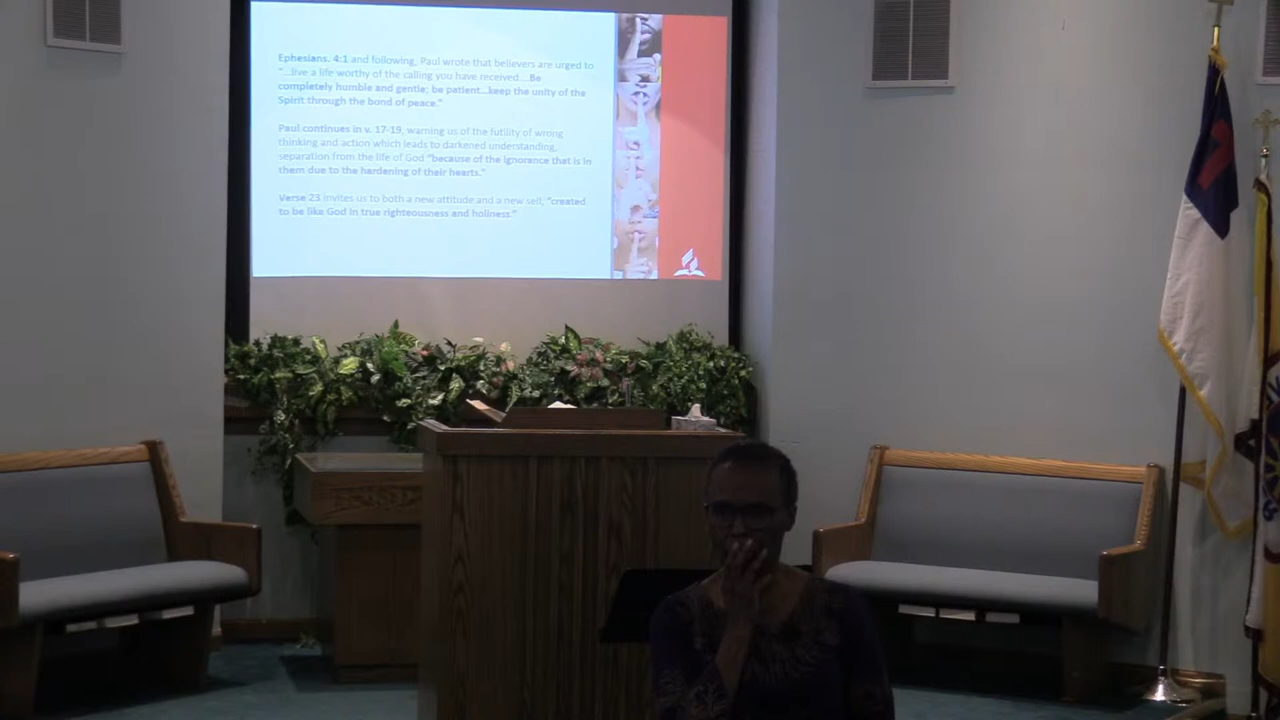 Ephesians. 4:1 and following, Paul wrote that believers are urged to
"...live a life worthy of the calling you have received....Be
completely humble and gentle; be patient...keep the unity of the
Spirit through the bond of peace."
Paul continues in v. 17-19, warning us of the futility of wrong
thinking and action which leads to darkened understanding,
separation from the life of God "because of the ignorance that is in
them due to the hardening of their hearts."
Verse 23 invites us to both a new attitude and a new self, "created
to be like God in true righteousness and holiness."